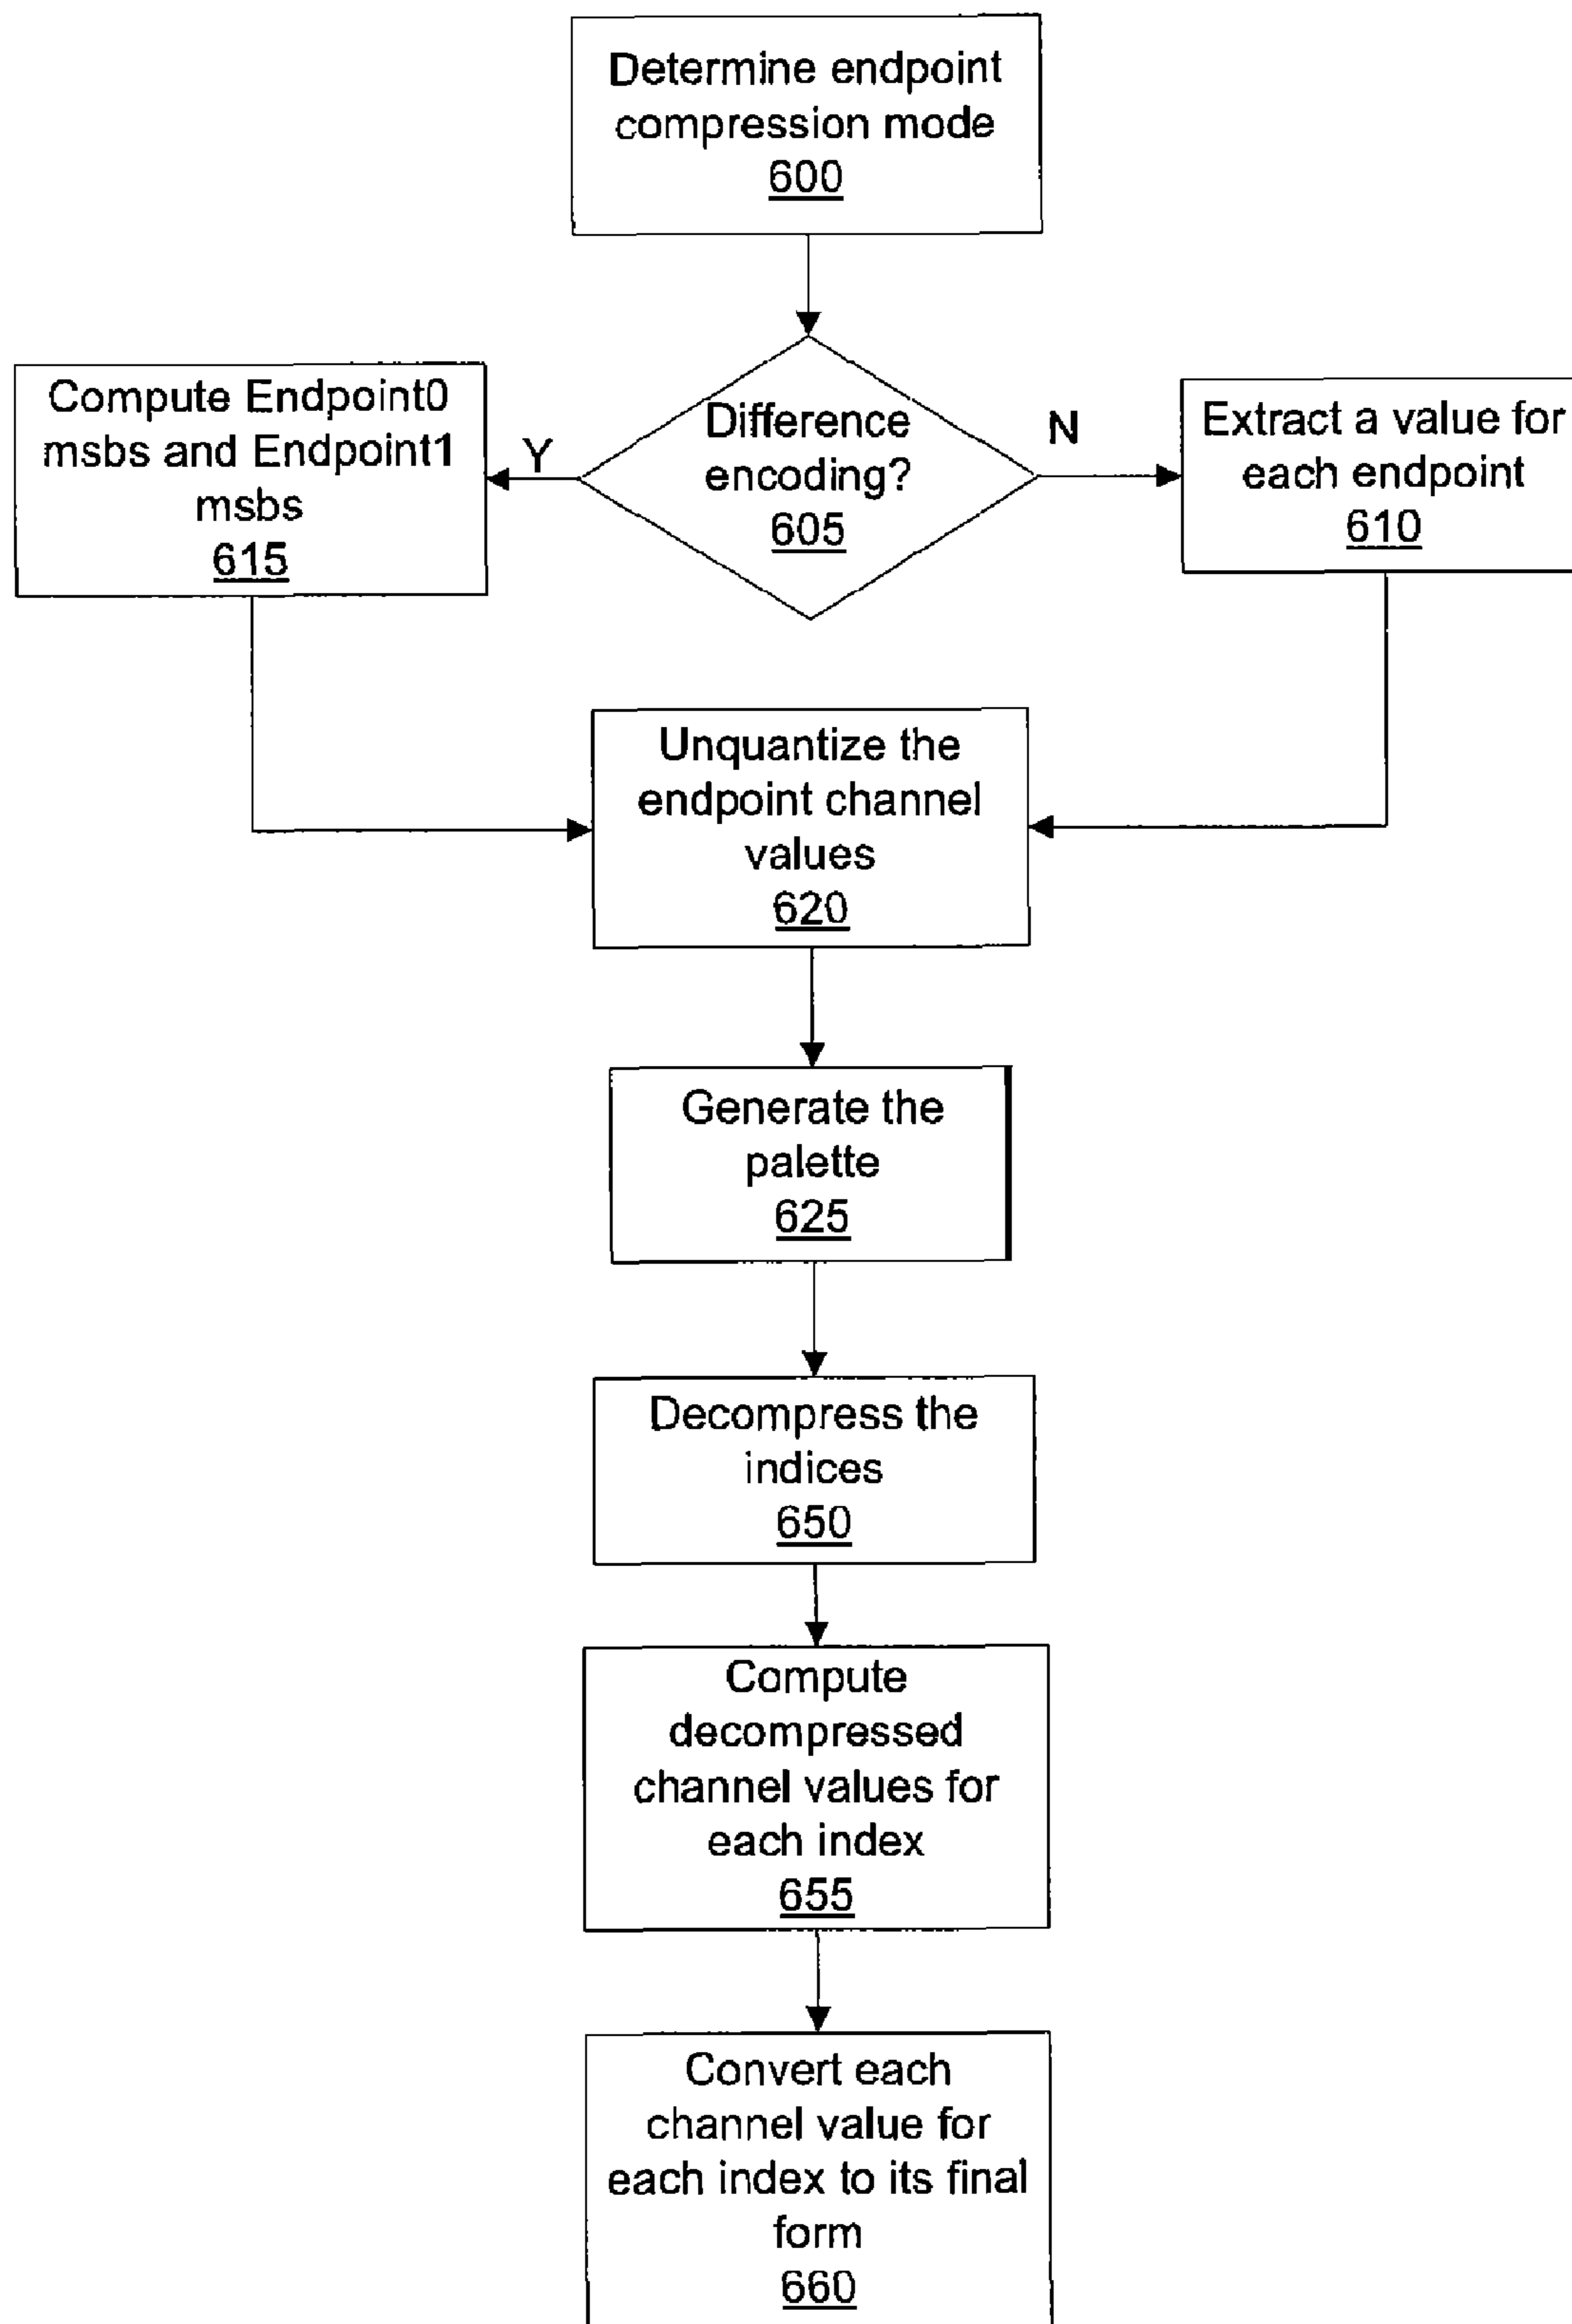 Determine endpoint
compression mode
600
Compute Endpoint0
msbs and Endpoint1
msbs
615
Y
Difference
encoding?
605
N
Extract a value for
each endpoint
610
Unquantize the
endpoint channel
values
620
Generate the
palette
625
Decompress the
indices
650
Compute
decompressed
channel values for
each index
655
Convert each
channel value for
each index to its final
form
660